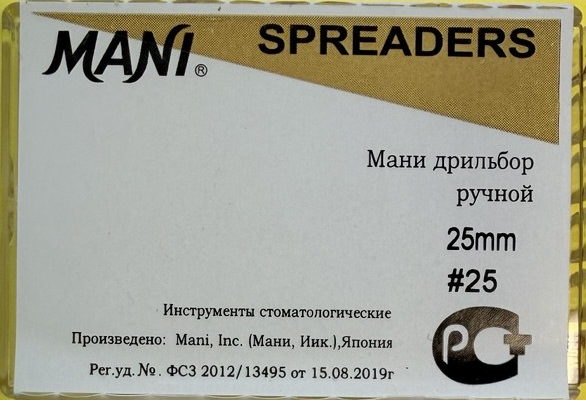 MANI®
SPREADERS
Мани дрильбор
ручной
25mm
#25
Инструменты стоматологические
Произведено: Mani, Inc. (Мани, Иик.),Япония
Рег.уд.№. ФСЗ 2012/13495 от 15.08.2019г
РС